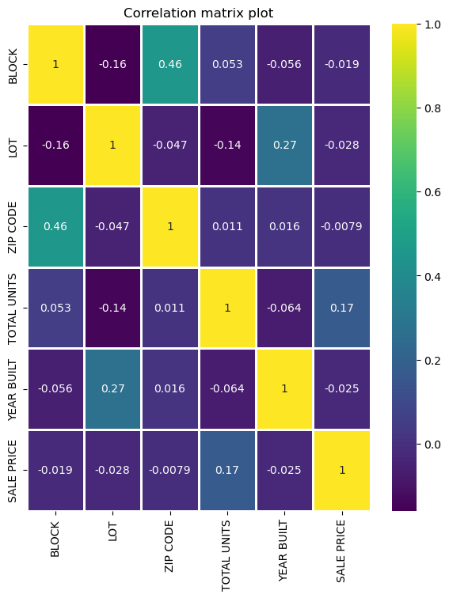 Correlation matrix plot
BLOCK 1 -0.16 0.46 0.053 -0.056 -0.019
LOT -0.16 1 -0.047 -0.14 0.27 -0.028
ZIP CODE 0.46 -0.047 1 0.011 0.016 -0.0079
TOTAL UNITS 0.053 -0.14 0.011 1 -0.064 0.17
YEAR BUILT -0.056 0.27 0.016 -0.064 1 -0.025
SALE PRICE -0.019 -0.028 -0.0079 0.17 -0.025 1
BLOCK LOT ZIP CODE TOTAL UNITS YEAR BUILT SALE PRICE
1.0
0.8
0.6
0.4
0.2
0.0